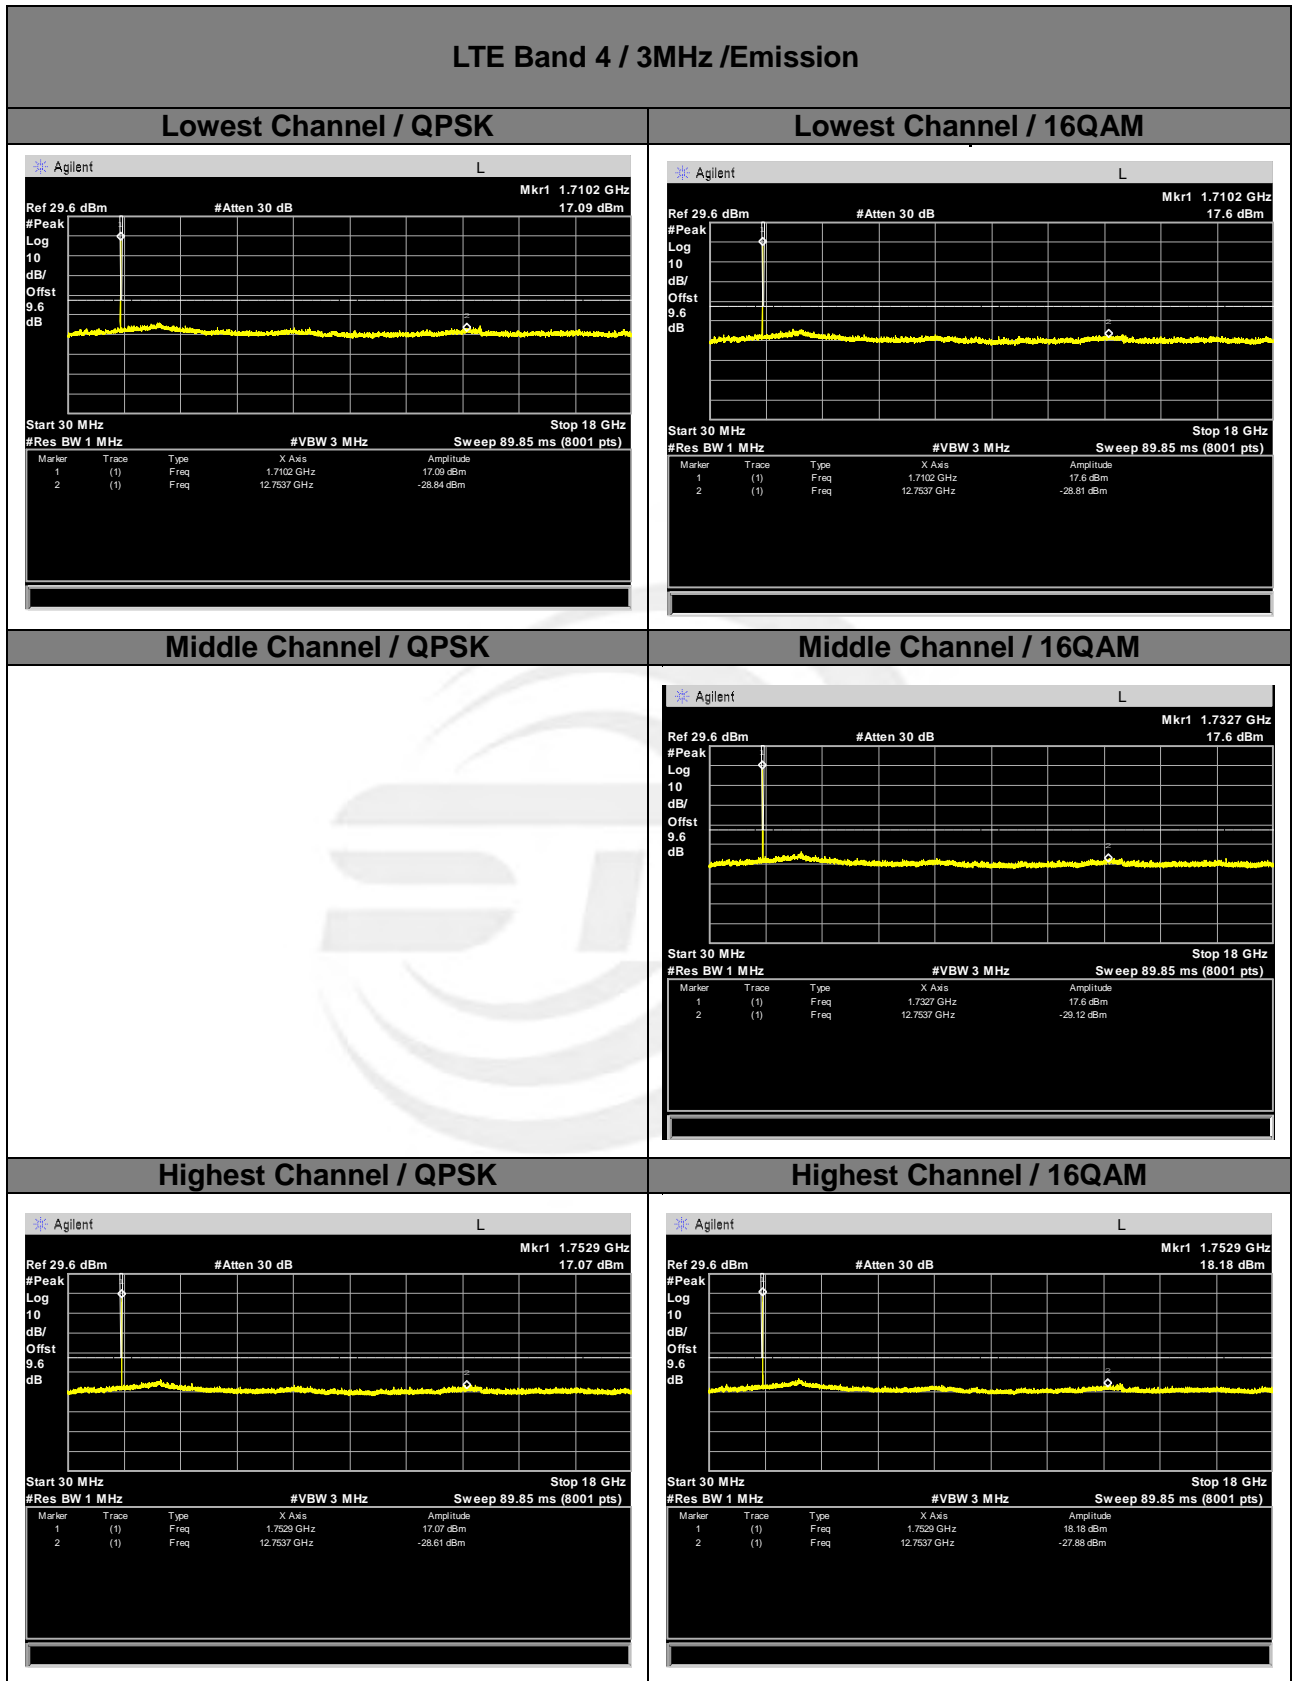 LTE Band 4 / 3MHz /Emission
Lowest Channel / QPSK
Lowest Channel / 16QAM
Agilent L
Mkr1 1.7102 GHz
Ref 29.6 dBm #Atten 30 dB 17.09 dBm
#Peak
Log
10
dB/
Offst
9.6
dB
1
2
Start 30 MHz Stop 18 GHz
#Res BW 1 MHz #VBW 3 MHz Sweep 89.85 ms (8001 pts)
Marker Trace Type X Axis Amplitude
1 (1) Freq 1.7102 GHz 17.09 dBm
2 (1) Freq 12.7537 GHz -28.84 dBm
Agilent L
Mkr1 1.7102 GHz
Ref 29.6 dBm #Atten 30 dB 17.6 dBm
#Peak
Log
10
dB/
Offst
9.6
dB
1
2
Start 30 MHz Stop 18 GHz
#Res BW 1 MHz #VBW 3 MHz Sweep 89.85 ms (8001 pts)
Marker Trace Type X Axis Amplitude
1 (1) Freq 1.7102 GHz 17.6 dBm
2 (1) Freq 12.7537 GHz -28.81 dBm
Middle Channel / QPSK
Middle Channel / 16QAM
Agilent L
Mkr1 1.7327 GHz
Ref 29.6 dBm #Atten 30 dB 17.6 dBm
#Peak
Log
10
dB/
Offst
9.6
dB
1
2
Start 30 MHz Stop 18 GHz
#Res BW 1 MHz #VBW 3 MHz Sweep 89.85 ms (8001 pts)
Marker Trace Type X Axis Amplitude
1 (1) Freq 1.7327 GHz 17.6 dBm
2 (1) Freq 12.7537 GHz -29.12 dBm
Highest Channel / QPSK
Highest Channel / 16QAM
Agilent L
Mkr1 1.7529 GHz
Ref 29.6 dBm #Atten 30 dB 17.07 dBm
#Peak
Log
10
dB/
Offst
9.6
dB
1
2
Start 30 MHz Stop 18 GHz
#Res BW 1 MHz #VBW 3 MHz Sweep 89.85 ms (8001 pts)
Marker Trace Type X Axis Amplitude
1 (1) Freq 1.7529 GHz 17.07 dBm
2 (1) Freq 12.7537 GHz -28.61 dBm
Agilent L
Mkr1 1.7529 GHz
Ref 29.6 dBm #Atten 30 dB 18.18 dBm
#Peak
Log
10
dB/
Offst
9.6
dB
1
2
Start 30 MHz Stop 18 GHz
#Res BW 1 MHz #VBW 3 MHz Sweep 89.85 ms (8001 pts)
Marker Trace Type X Axis Amplitude
1 (1) Freq 1.7529 GHz 18.18 dBm
2 (1) Freq 12.7537 GHz -27.88 dBm